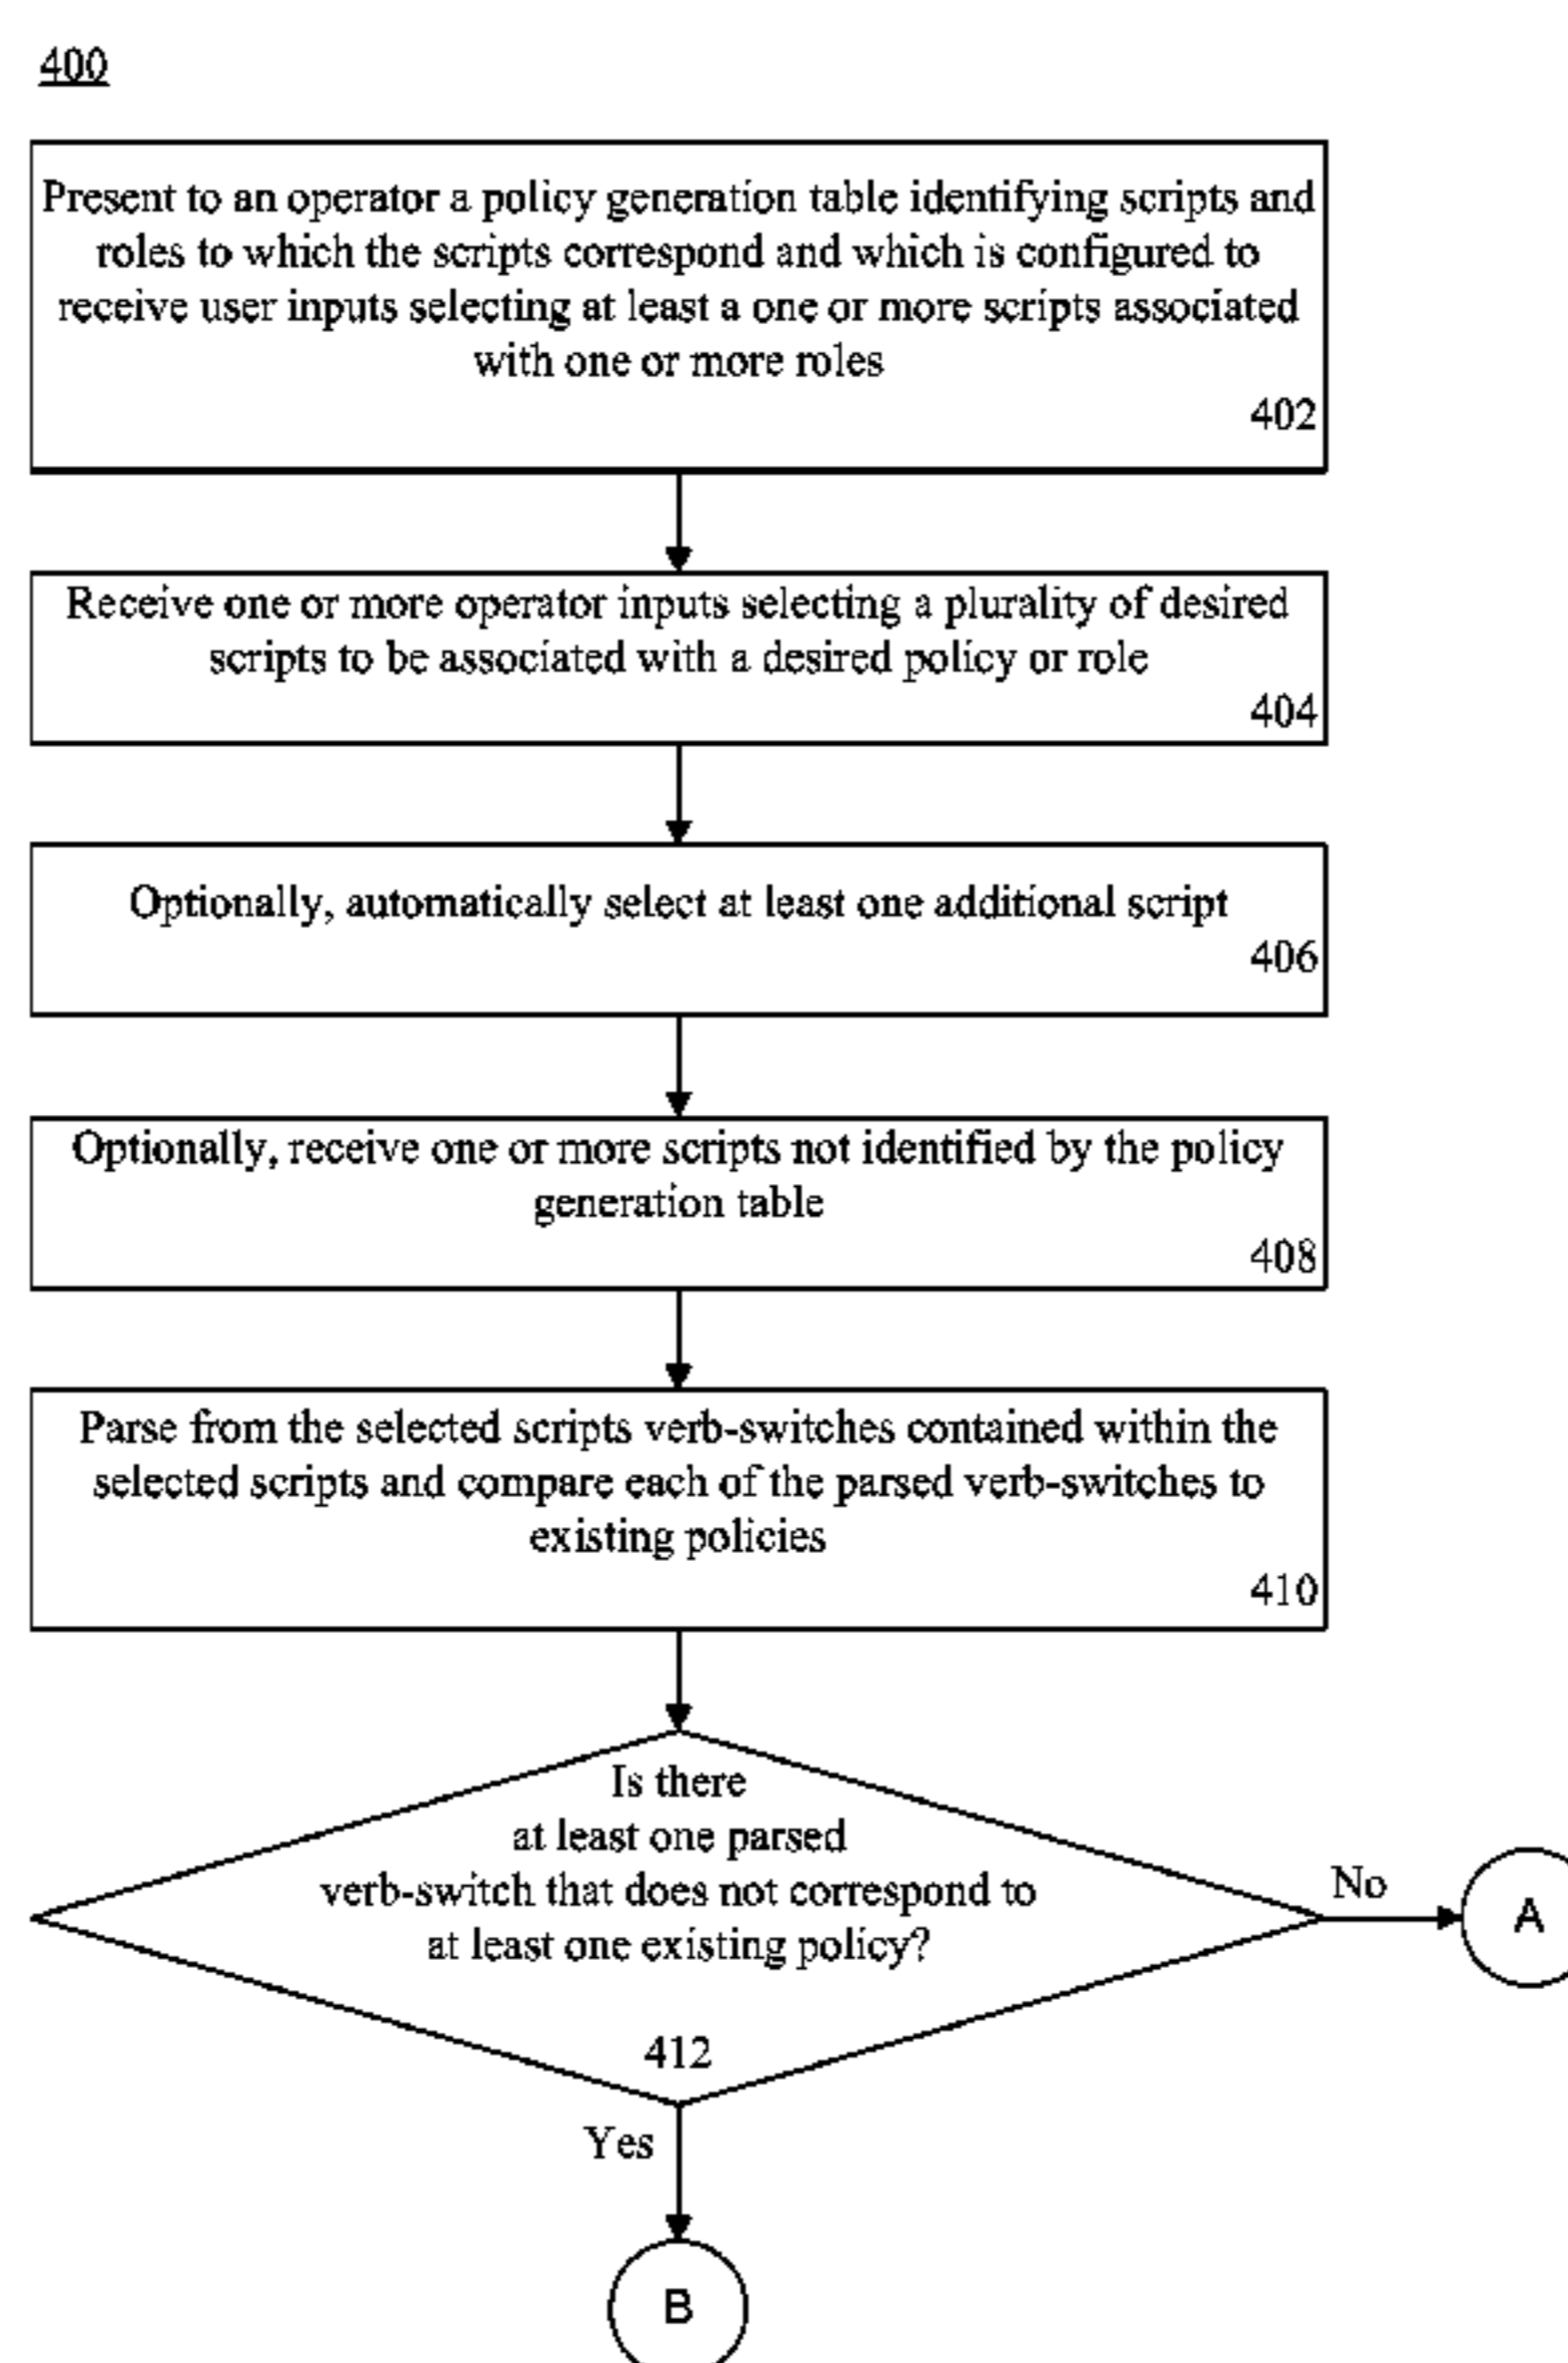 400
Present to an operator a policy generation table identifying scripts and
roles to which the scripts correspond and which is configured to
receive user inputs selecting at least a one or more scripts associated
with one or more roles
402
Receive one or more operator inputs selecting a plurality of desired
scripts to be associated with a desired policy or role
404
Optionally, automatically select at least one additional script
406
Optionally, receive one or more scripts not identified by the policy
generation table
408
Parse from the selected scripts verb-switches contained within the
selected scripts and compare each of the parsed verb-switches to
existing policies
410
Is there
at least one parsed
verb-switch that does not correspond to
at least one existing policy?
412
No
A
Yes
B